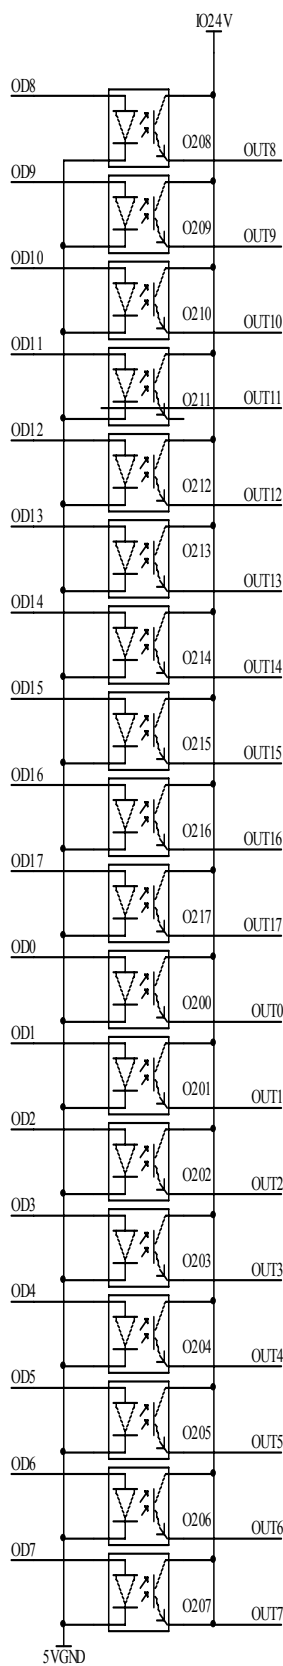 IO24V
OD8
O208
OUT8
OD9
O209
OUT9
OD10
O210
OUT10
OD11
O211
OUT11
OD12
O212
OUT12
OD13
O213
OUT13
OD14
O214
OUT14
OD15
O215
OUT15
OD16
O216
OUT16
OD17
O217
OUT17
OD0
O200
OUT0
OD1
O201
OUT1
OD2
O202
OUT2
OD3
O203
OUT3
OD4
O204
OUT4
OD5
O205
OUT5
OD6
O206
OUT6
OD7
O207
OUT7
5VGND